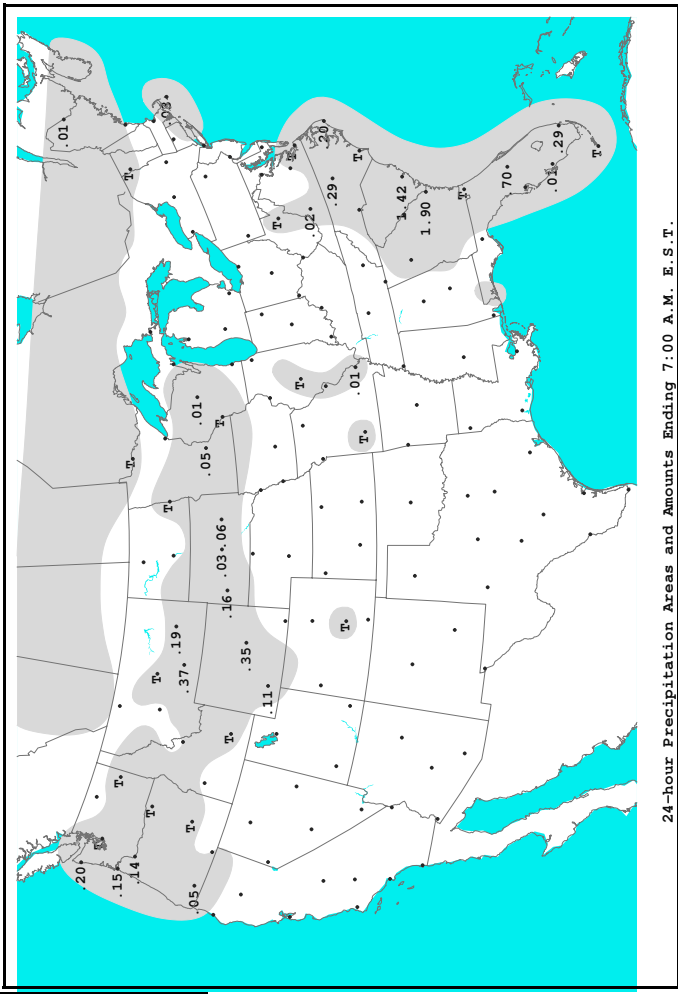 .01
.20
T
.15
T
T
T
.14
T
T
.03
T
.19
.37
T
.05
.01
.05
T
.03 .06
.16
T
.35
.11
T
T
T
.02
.20
.29
T
.01
T
T
1.42
1.90
T
.70
.01
.29
T
24-hour Precipitation Areas and Amounts Ending 7:00 A.M. E.S.T.